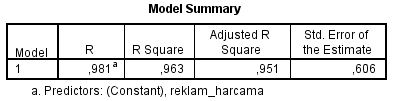 Model Summary
Model R R Square Adjusted R Square Std. Error of the Estimate
1 ,981a ,963 ,951 ,606
a. Predictors: (Constant), reklam_harcama